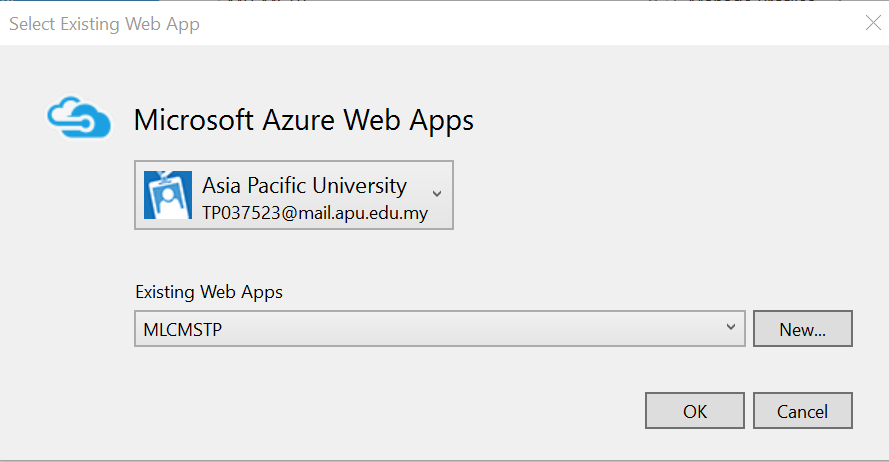 Select Existing Web App
Microsoft Azure Web Apps
Asia Pacific University
TP037523@mail.apu.edu.my
Existing Web Apps
MLCMSTP
New...
OK
Cancel